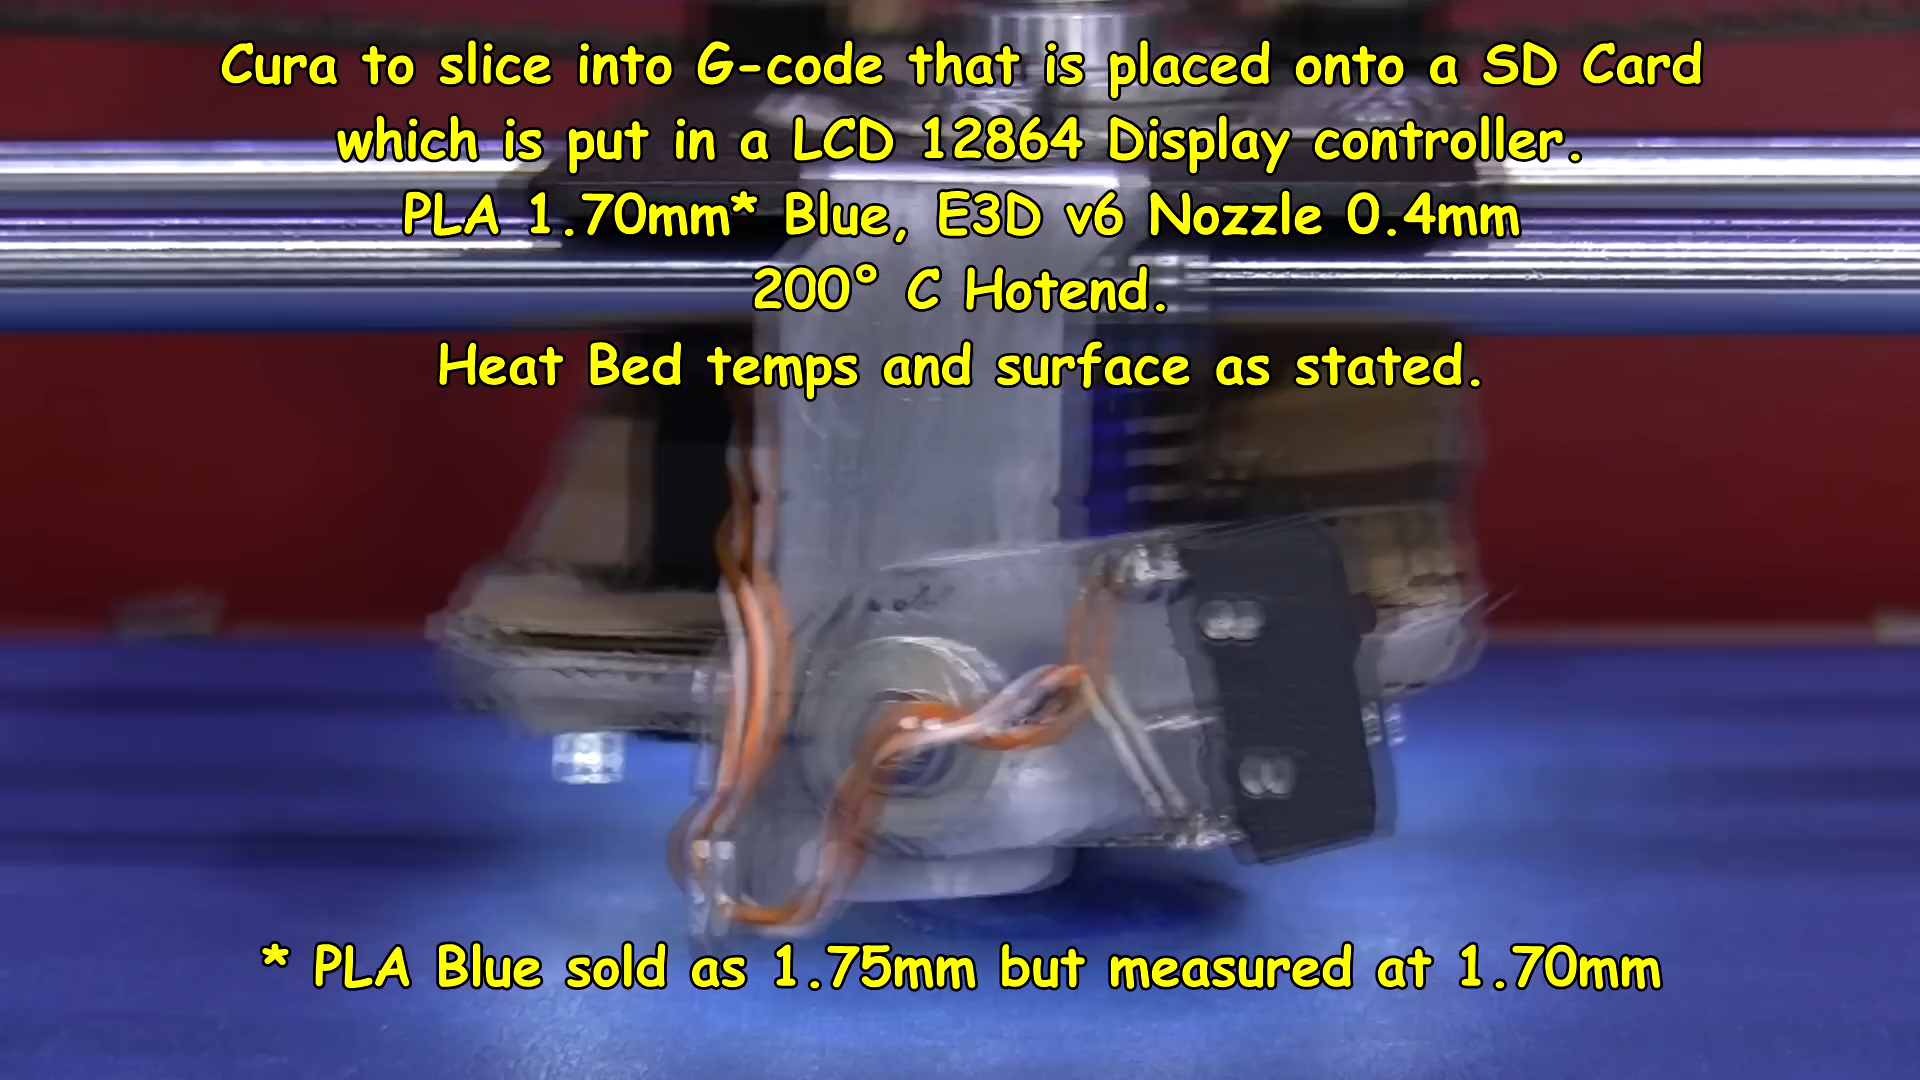 Cura to slice into G-code that is placed onto a SD Card
which is put in a LCD 12864 Display controller.
PLA 1.70mm* Blue, E3D v6 Nozzle 0.4mm
200° C Hotend.
Heat Bed temps and surface as stated.
* PLA Blue sold as 1.75mm but measured at 1.70mm